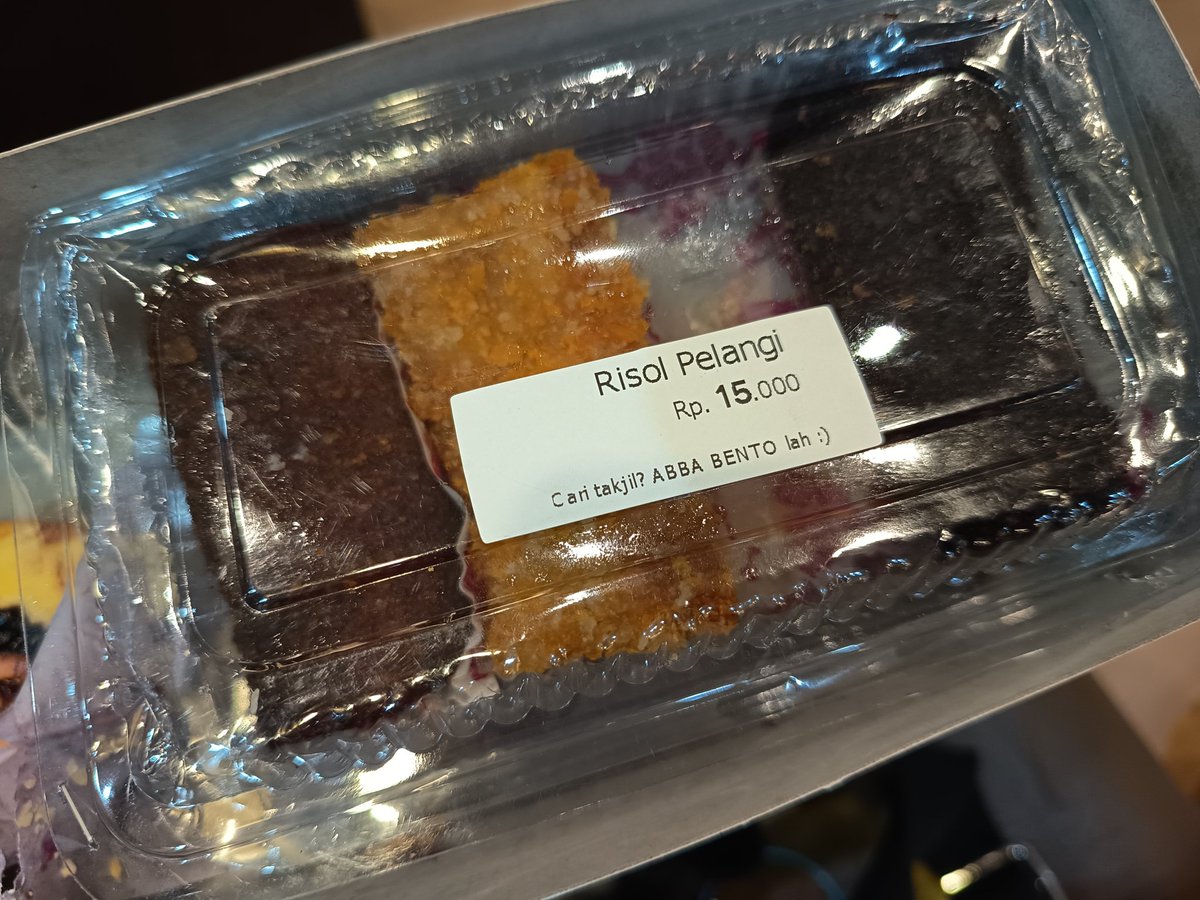 Risol Pelangi
Rp. 15.000
Cari takjil? ABBA BENTO lah :)